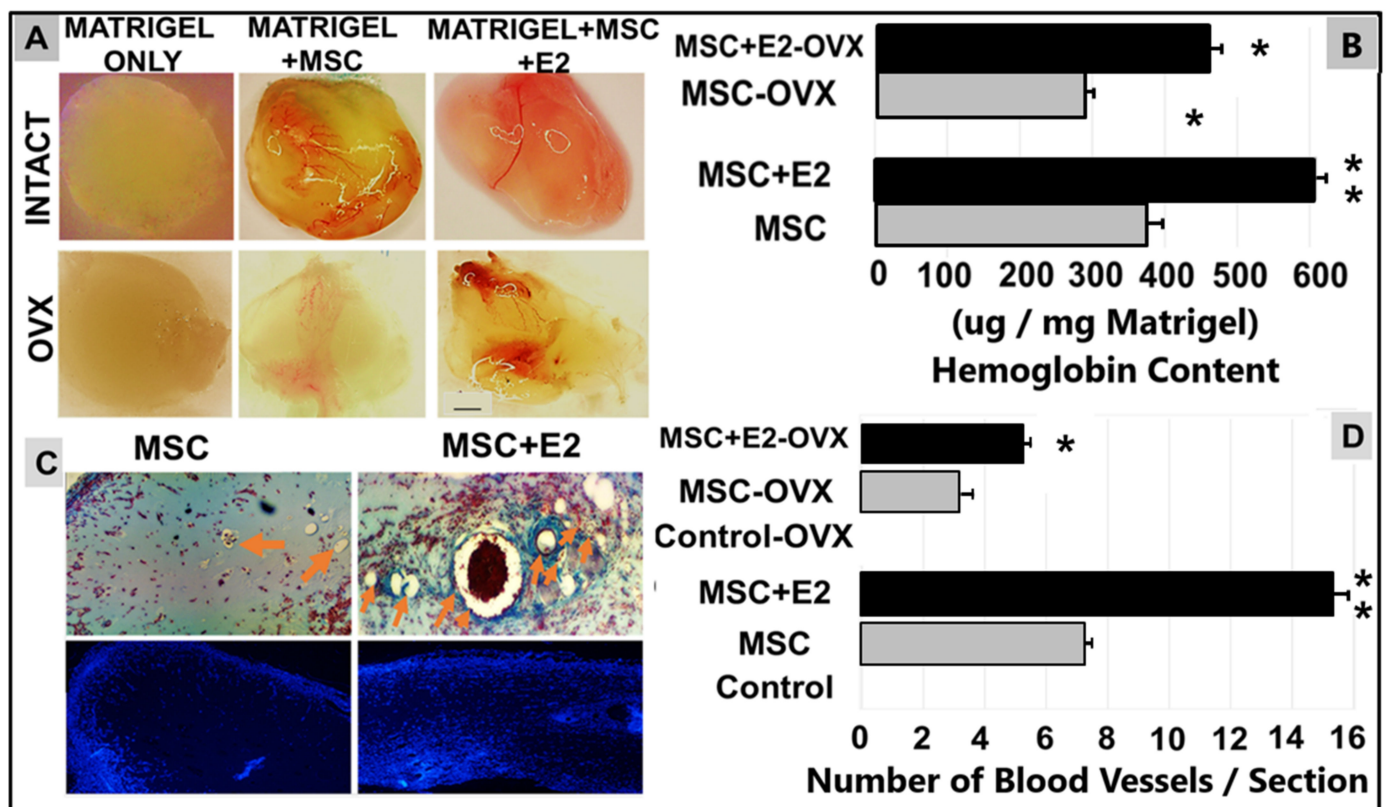 A
MATRIGEL
ONLY
MATRIGEL
+MSC
MATRIGEL+MSC
+E2
INTACT
OVX
B
MSC+E2-OVX
*
MSC-OVX
*
MSC+E2
*
*
MSC
0 100 200 300 400 500 600
(ug / mg Matrigel)
Hemoglobin Content
C
MSC
MSC+E2
D
MSC+E2-OVX
*
MSC-OVX
Control-OVX
MSC+E2
*
*
MSC
Control
0 2 4 6 8 10 12 14 16
Number of Blood Vessels / Section